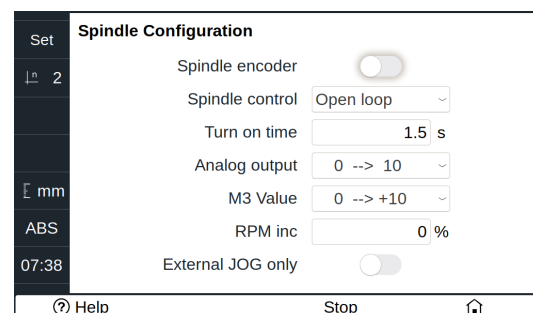 Set
Spindle Configuration
Spindle encoder
n 2
Spindle control Open loop
Turn on time 1.5 s
Analog output 0 --> 10
mm
M3 Value 0 --> +10
ABS
RPM inc 0 %
07:38
External JOG only
? Help Stop